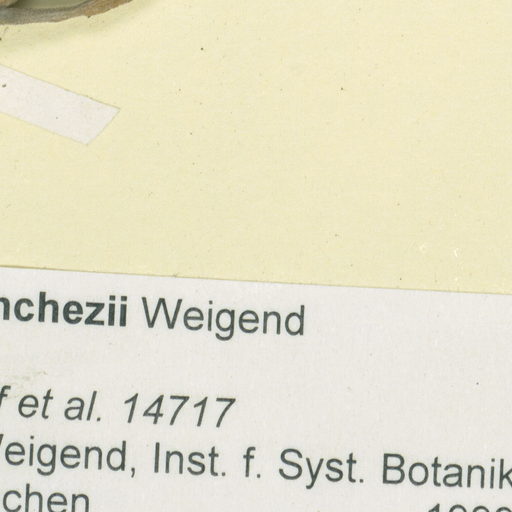 nchezii Weigend
f et al. 14717
Weigend, Inst. f. Syst. Botanik
chen